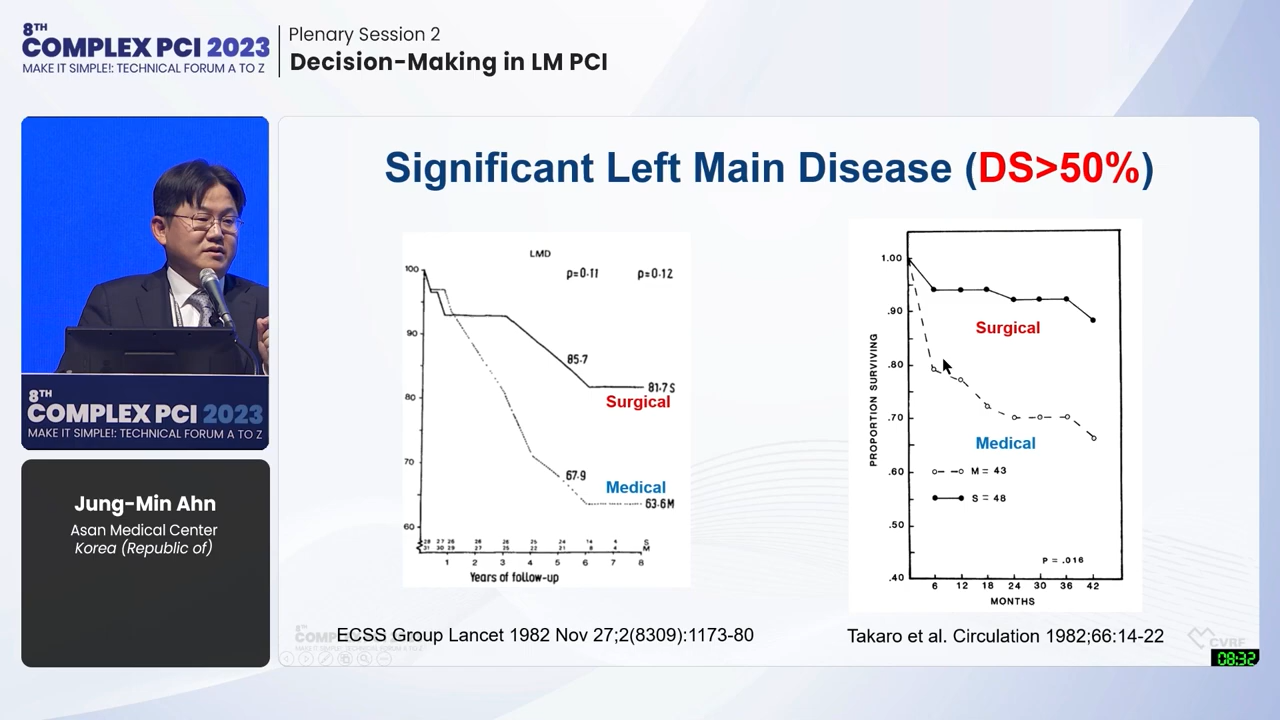 8TH
COMPLEX PCI 2023
MAKE IT SIMPLE!: TECHNICAL FORUM A TO Z
Plenary Session 2
Decision-Making in LM PCI
8TH
COMPLEX PCI 2023
MAKE IT SIMPLE!: TECHNICAL FORUM A TO Z
Jung-Min Ahn
Asan Medical Center
Korea (Republic of)
Significant Left Main Disease (DS>50%)
LMD
p=0.11 p=0.12
100
90
80
70
60
85.7
81.7 S
Surgical
67.9
Medical
63.6 M
S
M
1 2 3 4 5 6 7 8
Years of follow-up
ECSS Group Lancet 1982 Nov 27;2(8309):1173-80
PROPORTION SURVIVING
1.00
.90
.80
.70
.60
.50
.40
Surgical
Medical
M = 43
S = 48
P = .016
6 12 18 24 30 36 42
MONTHS
Takaro et al. Circulation 1982;66:14-22
CVRF
08:32